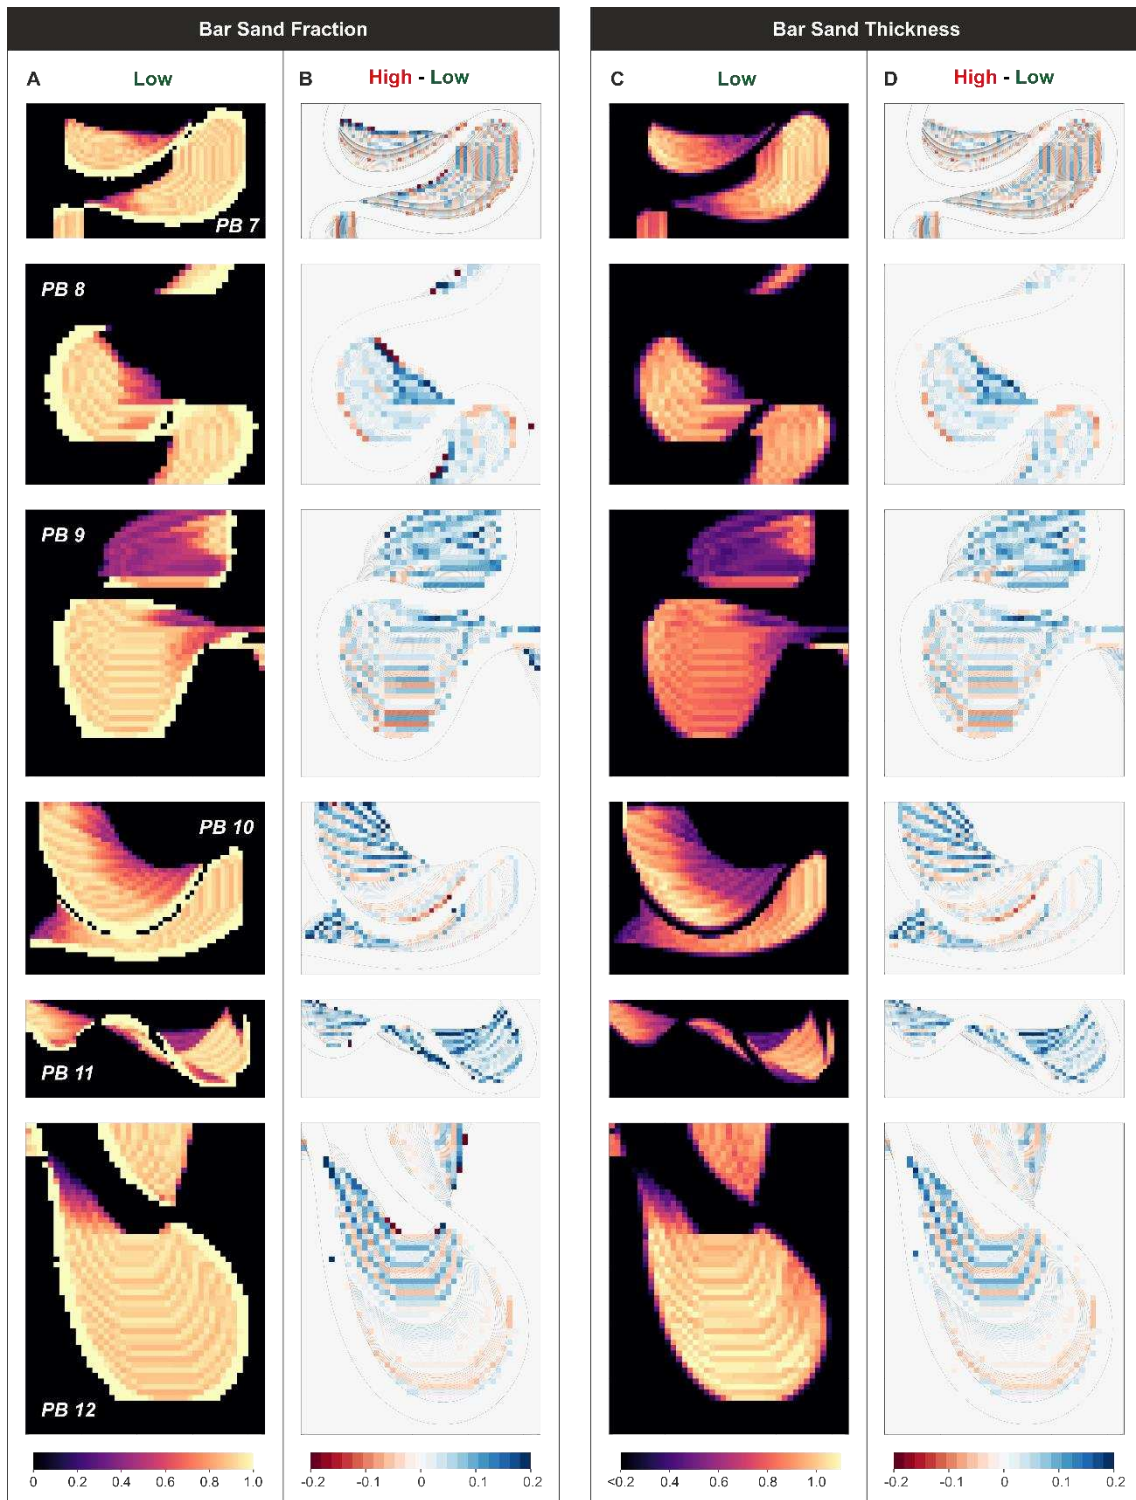 Bar Sand Fraction
Bar Sand Thickness
A Low
B High - Low
C Low
D High - Low
PB 7
PB 8
PB 9
PB 10
PB 11
PB 12
0 0.2 0.4 0.6 0.8 1.0
-0.2 -0.1 0 0.1 0.2
<0.2 0.4 0.6 0.8 1.0
-0.2 -0.1 0 0.1 0.2